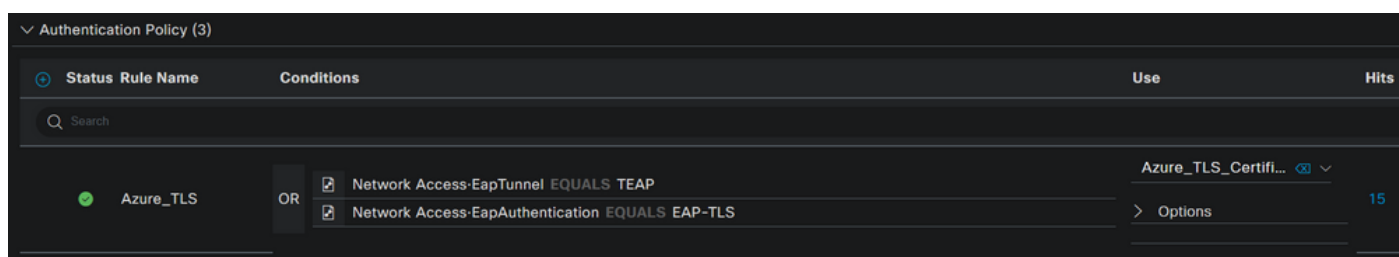 Authentication Policy (3)
Status Rule Name Conditions Use Hits
Search
Azure_TLS OR Network Access·EapTunnel EQUALS TEAP Azure_TLS_Certifi... 15
Network Access·EapAuthentication EQUALS EAP-TLS Options